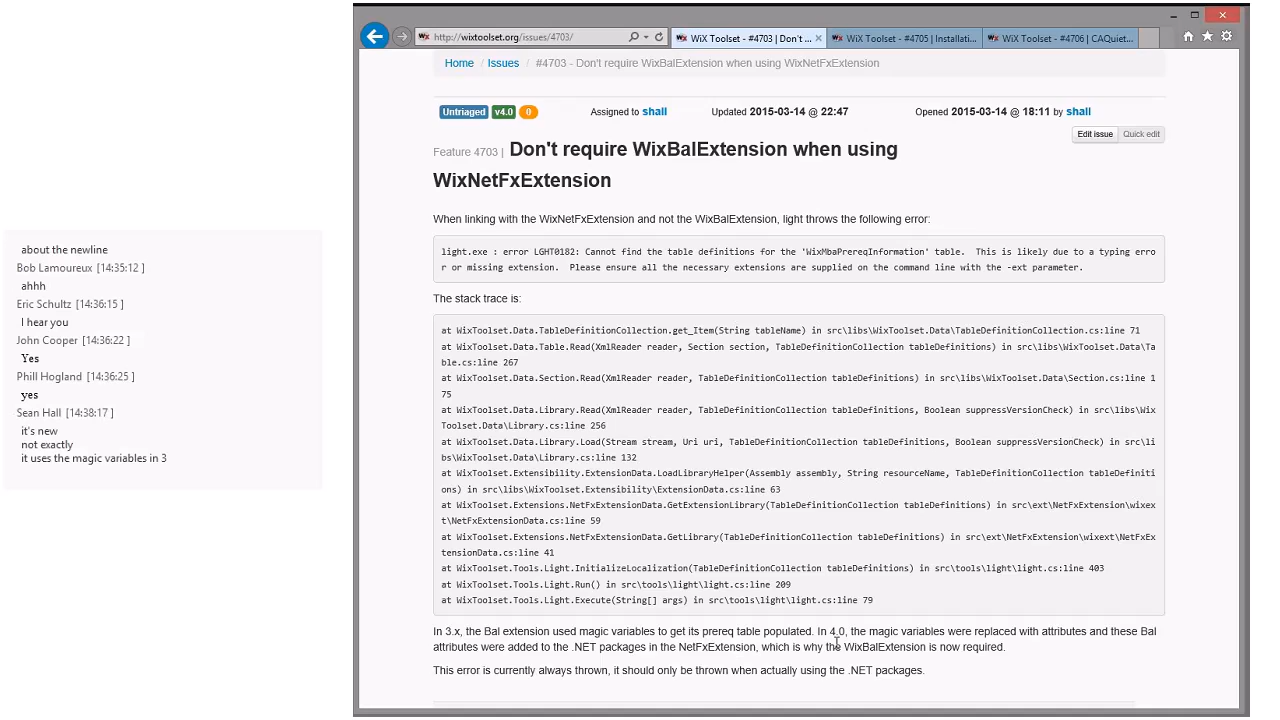 about the newline
Bob Lamoureux [14:35:12 ]
ahhh
Eric Schultz [14:36:15 ]
I hear you
John Cooper [14:36:22 ]
Yes
Phill Hogland [14:36:25 ]
yes
Sean Hall [14:38:17 ]
it's new
not exactly
it uses the magic variables in 3
http://wixtoolset.org/issues/4703/
WiX Toolset - #4703 | Don't ...
WiX Toolset - #4705 | Installati...
WiX Toolset - #4706 | CAQuiet...
Home / Issues / #4703 - Don't require WixBalExtension when using WixNetFxExtension
Untriaged v4.0 0 Assigned to shall Updated 2015-03-14 @ 22:47 Opened 2015-03-14 @ 18:11 by shall
Edit issue Quick edit
Feature 4703 | Don't require WixBalExtension when using
WixNetFxExtension
When linking with the WixNetFxExtension and not the WixBalExtension, light throws the following error:
light.exe : error LGHT0182: Cannot find the table definitions for the 'WixMbaPrereqInformation' table.  This is likely due to a typing erro
r or missing extension.  Please ensure all the necessary extensions are supplied on the command line with the -ext parameter.
The stack trace is:
at WixToolset.Data.TableDefinitionCollection.get_Item(String tableName) in src\libs\WixToolset.Data\TableDefinitionCollection.cs:line 71
at WixToolset.Data.Table.Read(XmlReader reader, Section section, TableDefinitionCollection tableDefinitions) in src\libs\WixToolset.Data\Ta
ble.cs:line 267
at WixToolset.Data.Section.Read(XmlReader reader, TableDefinitionCollection tableDefinitions) in src\libs\WixToolset.Data\Section.cs:line 1
75
at WixToolset.Data.Library.Read(XmlReader reader, TableDefinitionCollection tableDefinitions, Boolean suppressVersionCheck) in src\libs\Wix
Toolset.Data\Library.cs:line 256
at WixToolset.Data.Library.Load(Stream stream, Uri uri, TableDefinitionCollection tableDefinitions, Boolean suppressVersionCheck) in src\li
bs\WixToolset.Data\Library.cs:line 132
at WixToolset.Extensibility.ExtensionData.LoadLibraryHelper(Assembly assembly, String resourceName, TableDefinitionCollection tableDefiniti
ons) in src\libs\WixToolset.Extensibility\ExtensionData.cs:line 63
at WixToolset.Extensions.NetFxExtensionData.GetExtensionLibrary(TableDefinitionCollection tableDefinitions) in src\ext\NetFxExtension\wixex
t\NetFxExtensionData.cs:line 59
at WixToolset.Extensions.NetFxExtensionData.GetLibrary(TableDefinitionCollection tableDefinitions) in src\ext\NetFxExtension\wixext\NetFxEx
tensionData.cs:line 41
at WixToolset.Tools.Light.InitializeLocalization(TableDefinitionCollection tableDefinitions) in src\tools\light\light.cs:line 403
at WixToolset.Tools.Light.Run() in src\tools\light\light.cs:line 209
at WixToolset.Tools.Light.Execute(String[] args) in src\tools\light\light.cs:line 79
In 3.x, the Bal extension used magic variables to get its prereq table populated. In 4.0, the magic variables were replaced with attributes and these Bal
attributes were added to the .NET packages in the NetFxExtension, which is why the WixBalExtension is now required.
This error is currently always thrown, it should only be thrown when actually using the .NET packages.